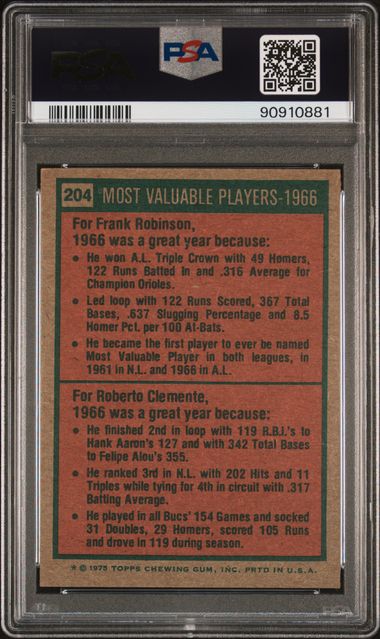 PSA
PSA
90910881
204 MOST VALUABLE PLAYERS-1966
For Frank Robinson,
1966 was a great year because:
• He won A.L. Triple Crown with 49 Homers,
122 Runs Batted In and .316 Average for
Champion Orioles.
• Led loop with 122 Runs Scored, 367 Total
Bases, .637 Slugging Percentage and 8.5
Homer Pct. per 100 At-Bats.
• He became the first player to ever be named
Most Valuable Player in both leagues, in
1961 in N.L. and 1966 in A.L.
For Roberto Clemente,
1966 was a great year because:
• He finished 2nd in loop with 119 R.B.I.'s to
Hank Aaron's 127 and with 342 Total Bases
to Felipe Alou's 355.
• He ranked 3rd in N.L. with 202 Hits and 11
Triples while tying for 4th in circuit with .317
Batting Average.
• He played in all Bucs' 154 Games and socked
31 Doubles, 29 Homers, scored 105 Runs
and drove in 119 during season.
* © 1975 TOPPS CHEWING GUM, INC. PRTD IN U.S.A.